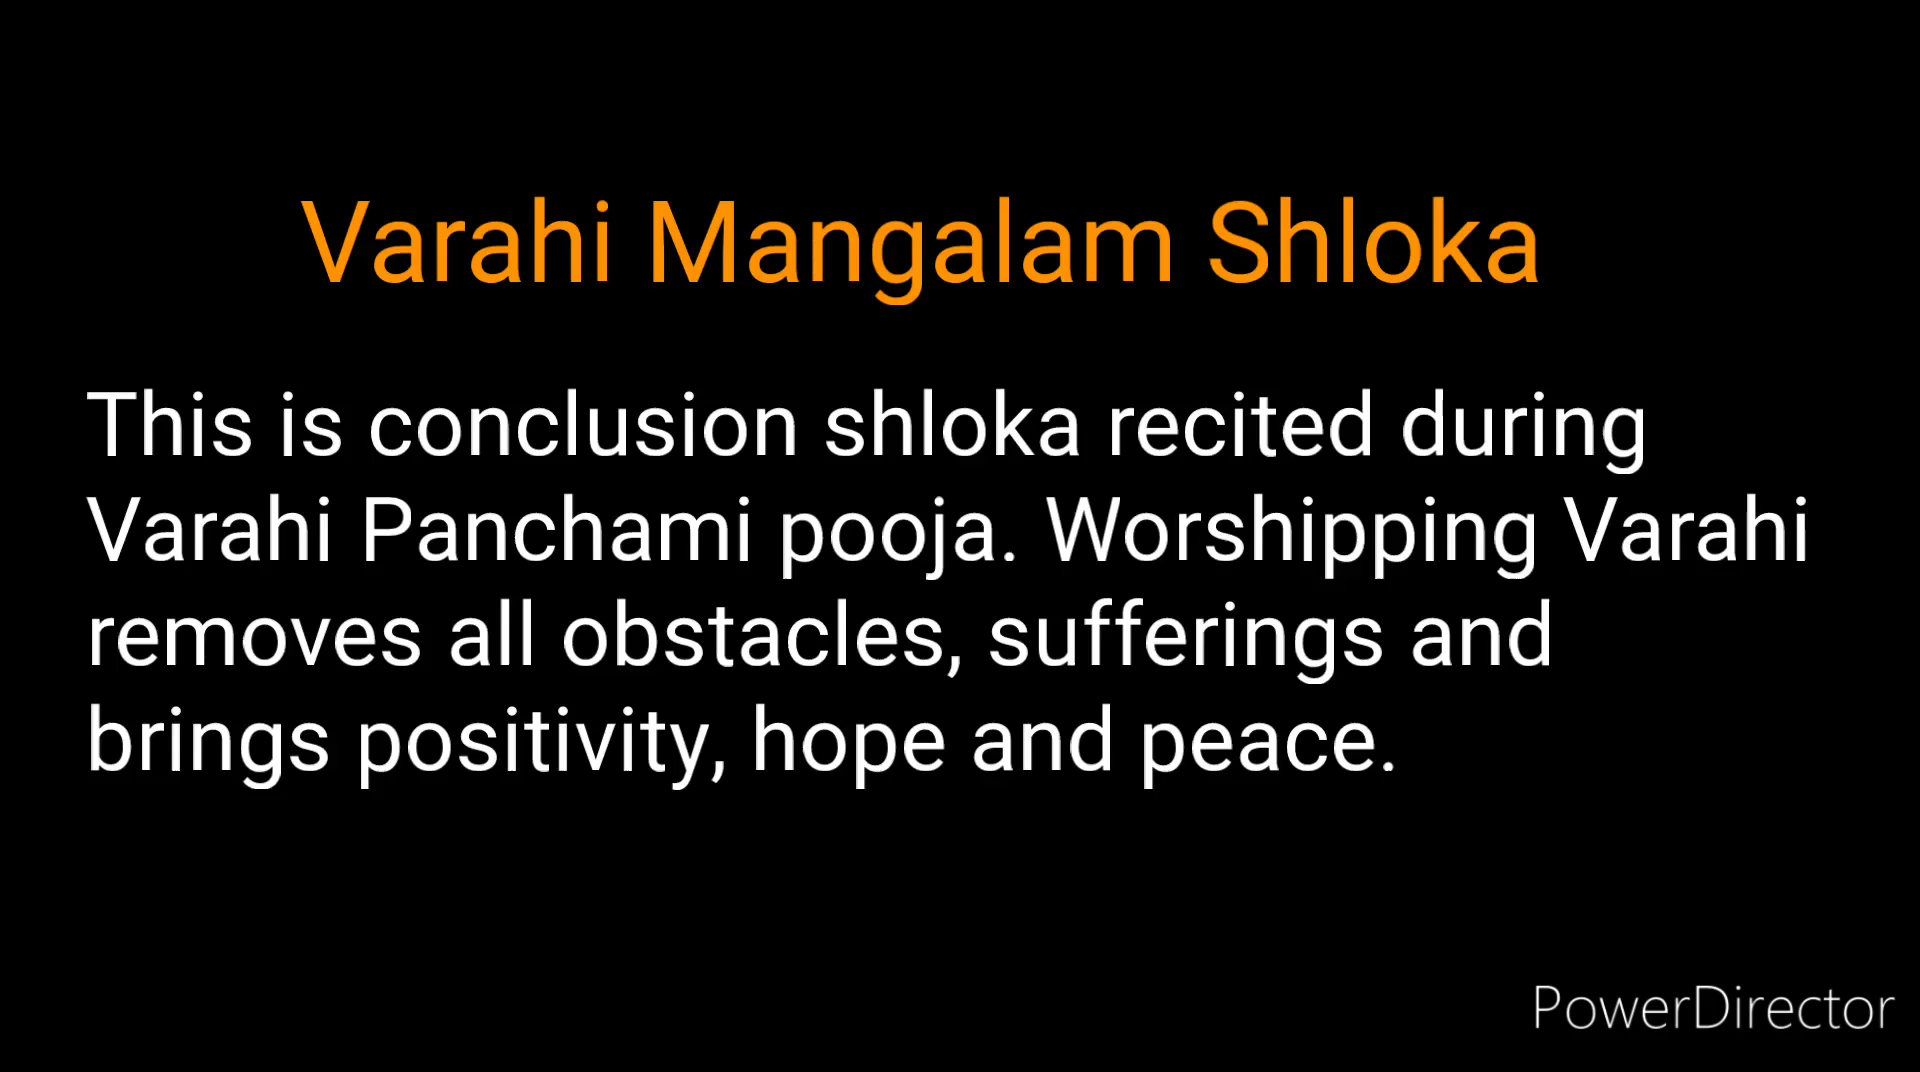 Varahi Mangalam Shloka
This is conclusion shloka recited during
Varahi Panchami pooja. Worshipping Varahi
removes all obstacles, sufferings and
brings positivity, hope and peace.
PowerDirector